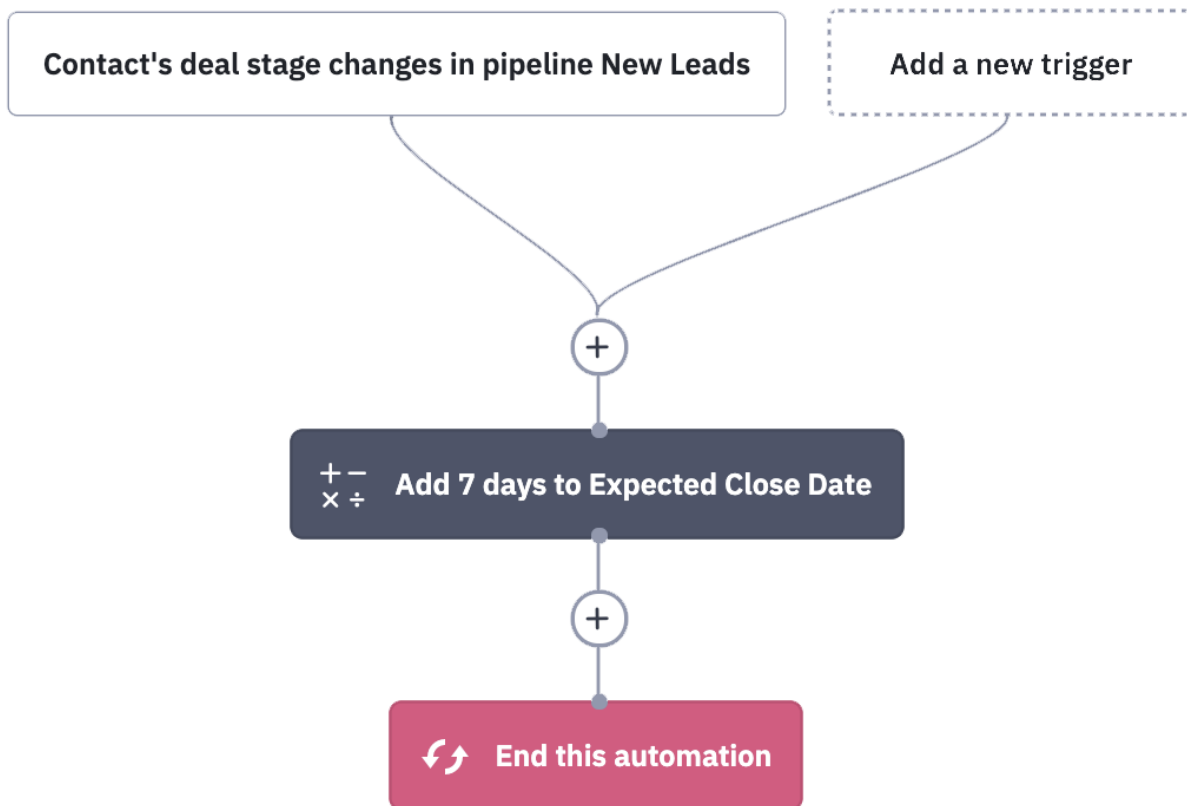 Contact's deal stage changes in pipeline New Leads
Add a new trigger
+
+ −
× ÷
Add 7 days to Expected Close Date
+
End this automation